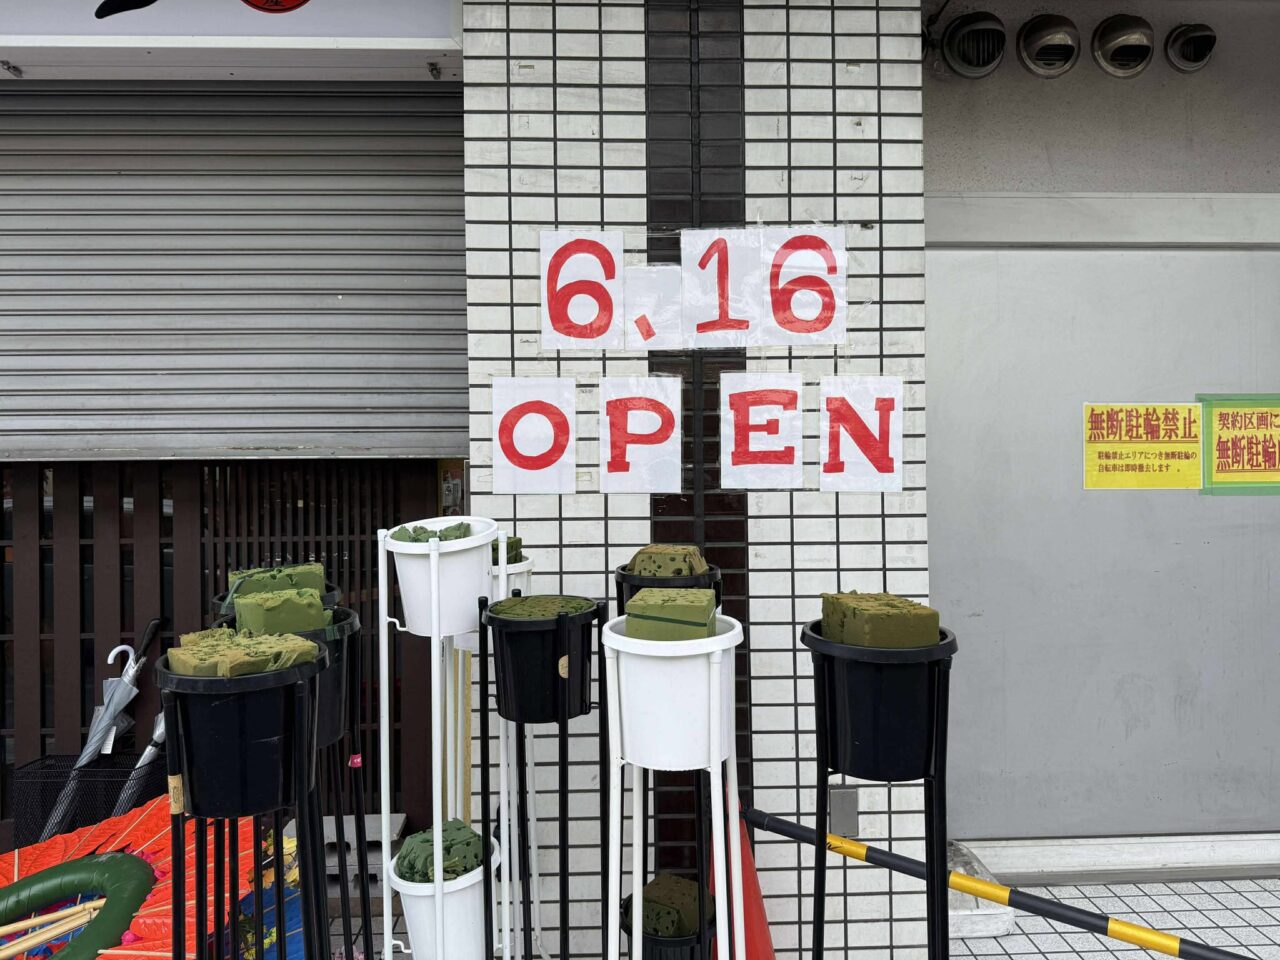 6.16
OPEN
無断駐輪禁止
駐輪禁止エリアにつき無断駐輪の
自転車は即時撤去します
契約区画に
無断駐輪